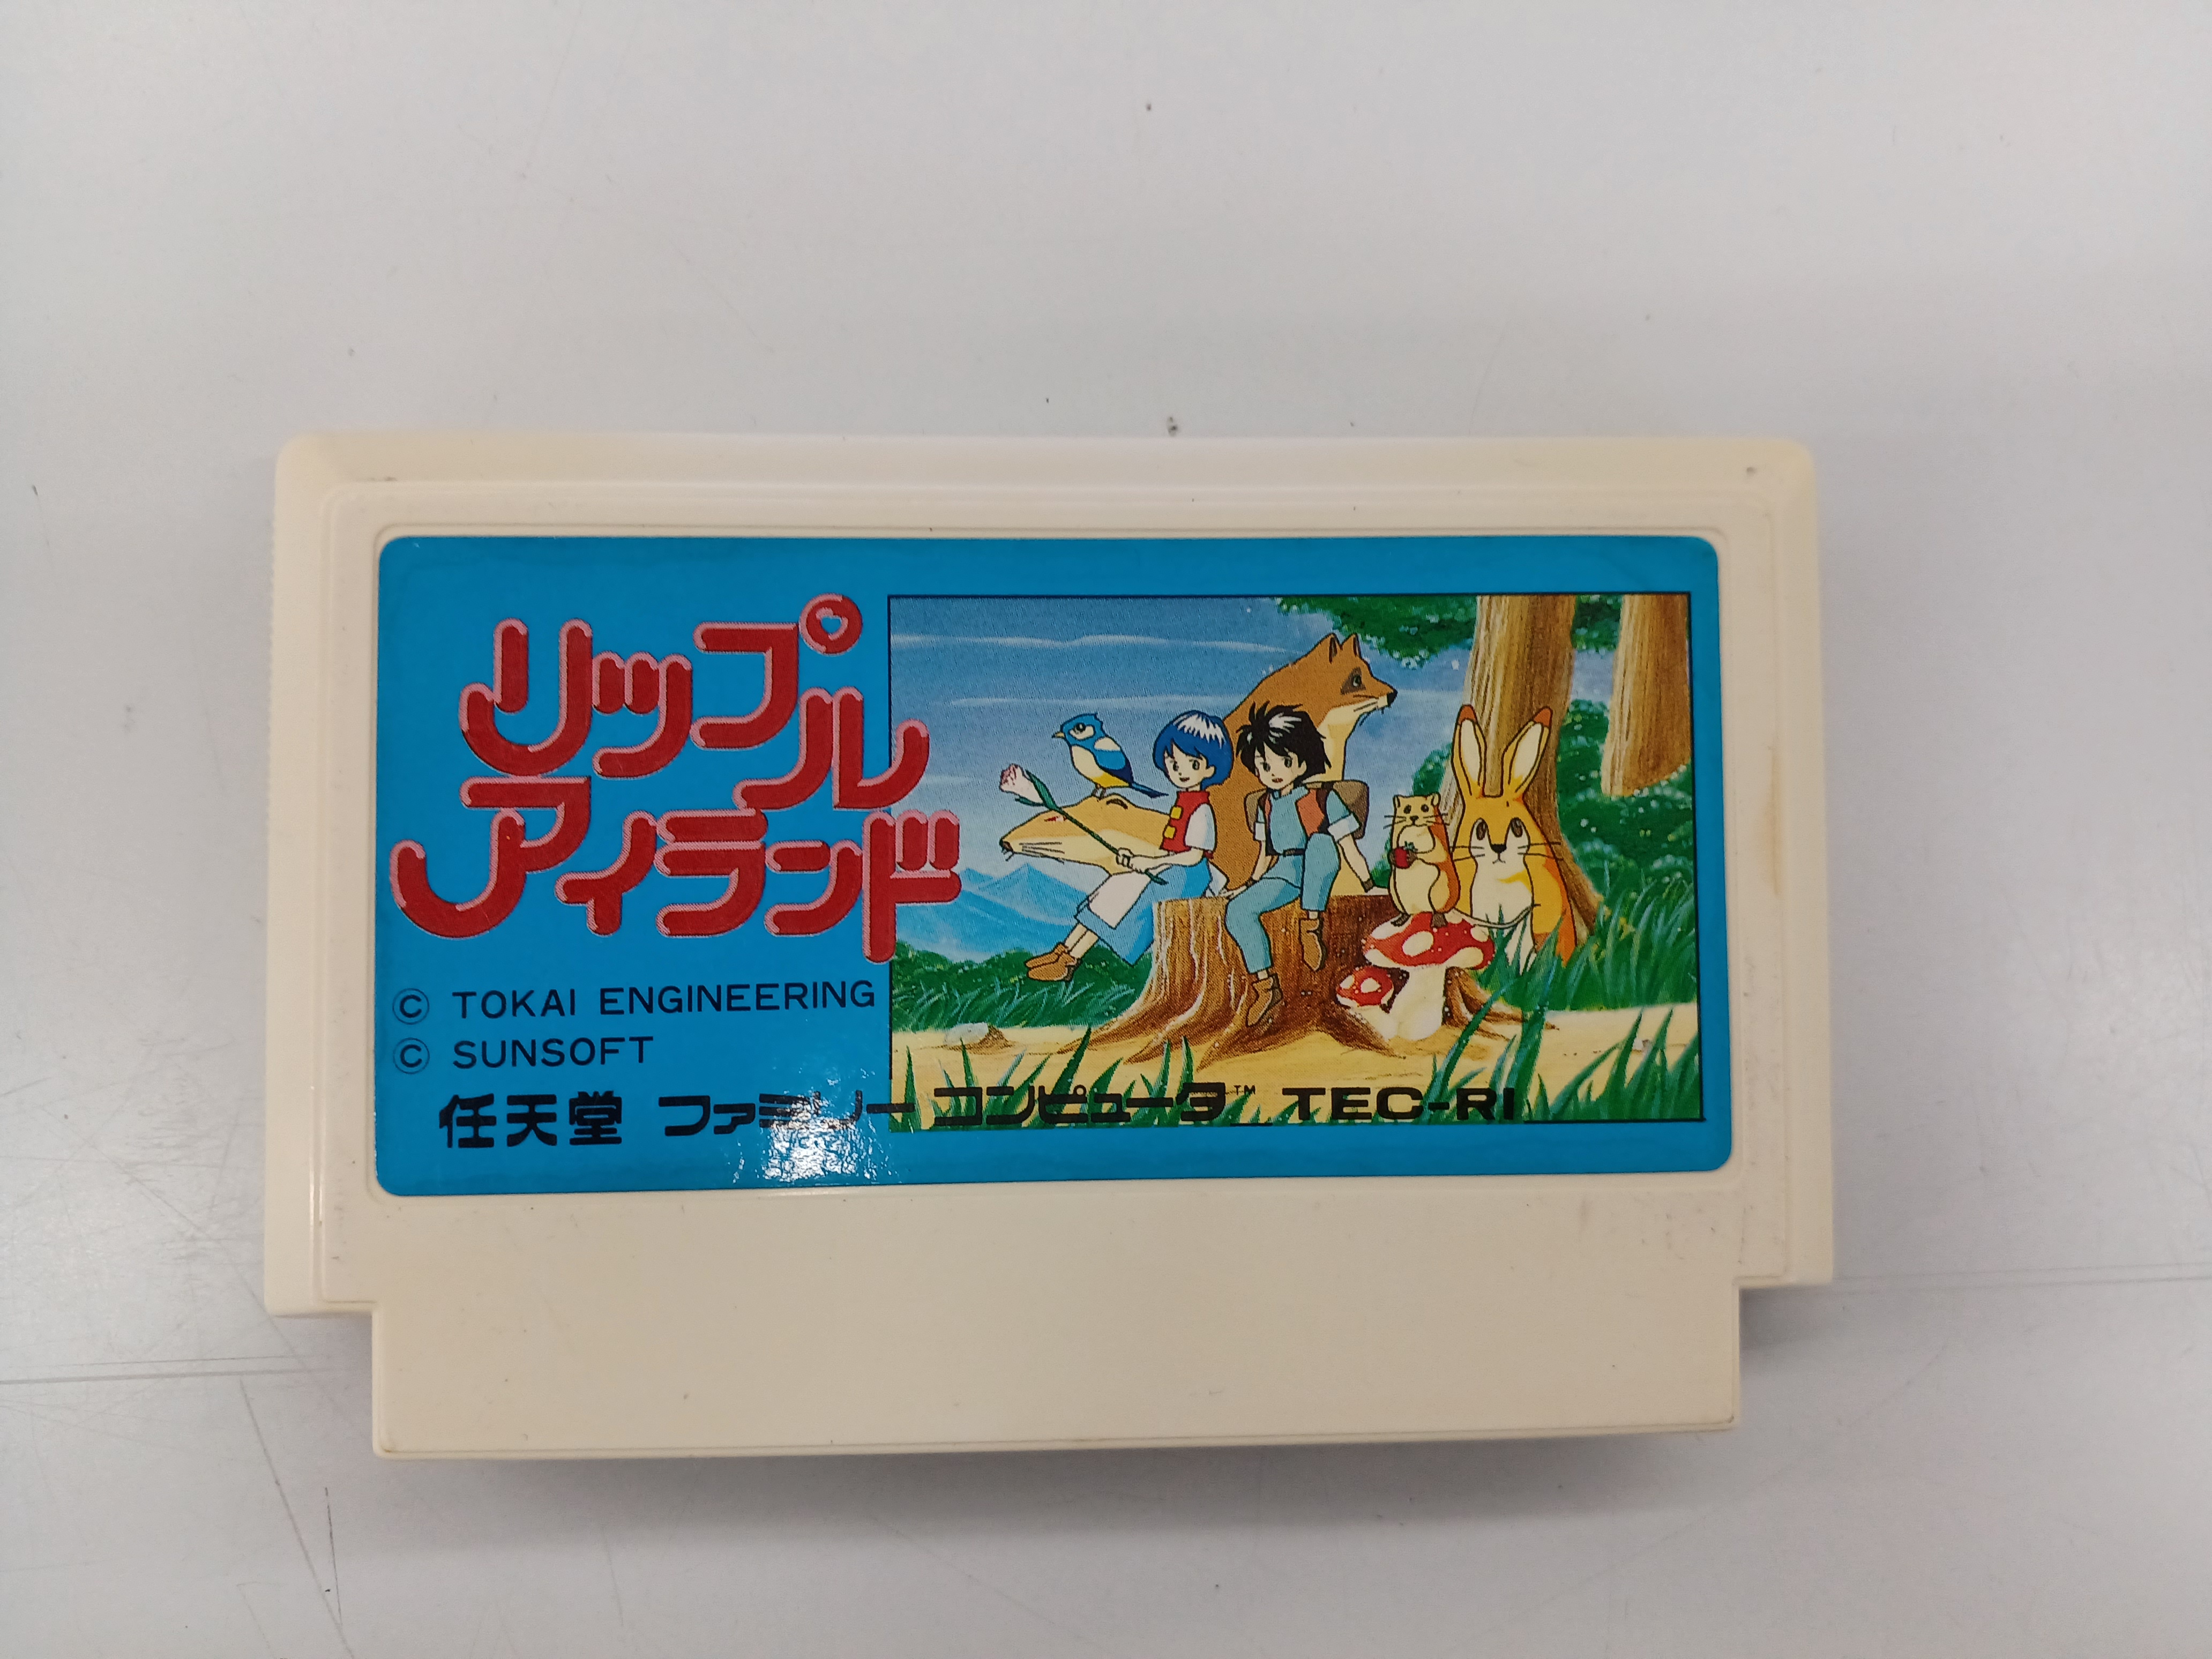 リップル
アイランド
Ⓒ TOKAI ENGINEERING
Ⓒ SUNSOFT
任天堂 ファミリー コンピュータ™ TEC-RI